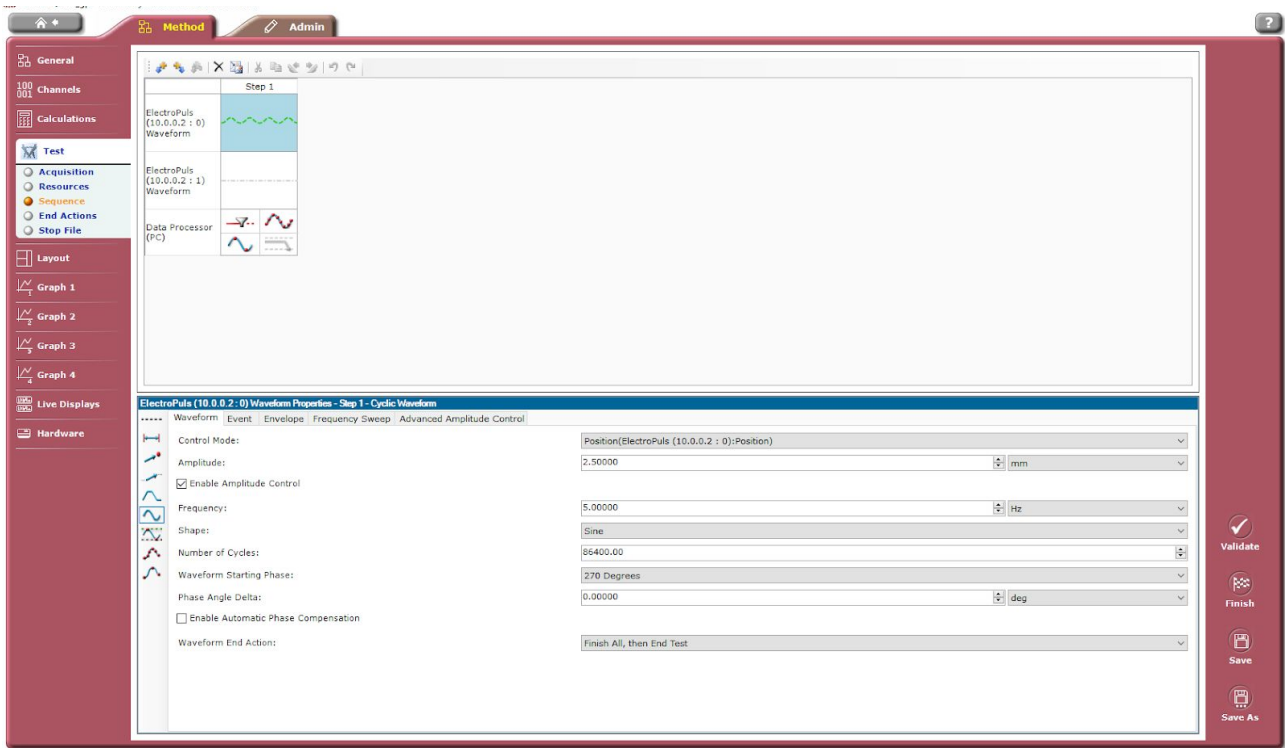 Method
Admin
?
General
100
001
Channels
Calculations
Test
Acquisition
Resources
Sequence
End Actions
Stop File
Layout
1
Graph 1
2
Graph 2
3
Graph 3
4
Graph 4
Live Displays
Hardware
Step 1
ElectroPuls
(10.0.0.2 : 0)
Waveform
ElectroPuls
(10.0.0.2 : 1)
Waveform
Data Processor
(PC)
ElectroPuls (10.0.0.2 : 0) Waveform Properties - Step 1 - Cyclic Waveform
Waveform Event Envelope Frequency Sweep Advanced Amplitude Control
Control Mode: Position(ElectroPuls (10.0.0.2 : 0):Position)
Amplitude: 2.50000 mm
Enable Amplitude Control
Frequency: 5.00000 Hz
Shape: Sine
Number of Cycles: 86400.00
Waveform Starting Phase: 270 Degrees
Phase Angle Delta: 0.00000 deg
Enable Automatic Phase Compensation
Waveform End Action: Finish All, then End Test
Validate
Finish
Save
Save As